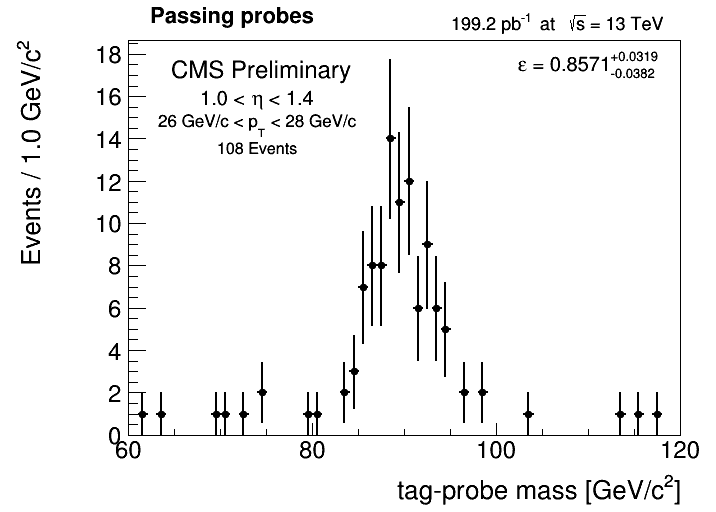 Passing probes
199.2 pb⁻¹ at √s = 13 TeV
CMS Preliminary
1.0 < η < 1.4
26 GeV/c < p_T < 28 GeV/c
108 Events
ε = 0.8571 +0.0319 -0.0382
Events / 1.0 GeV/c²
18
16
14
12
10
8
6
4
2
0
60 80 100 120
tag-probe mass [GeV/c²]